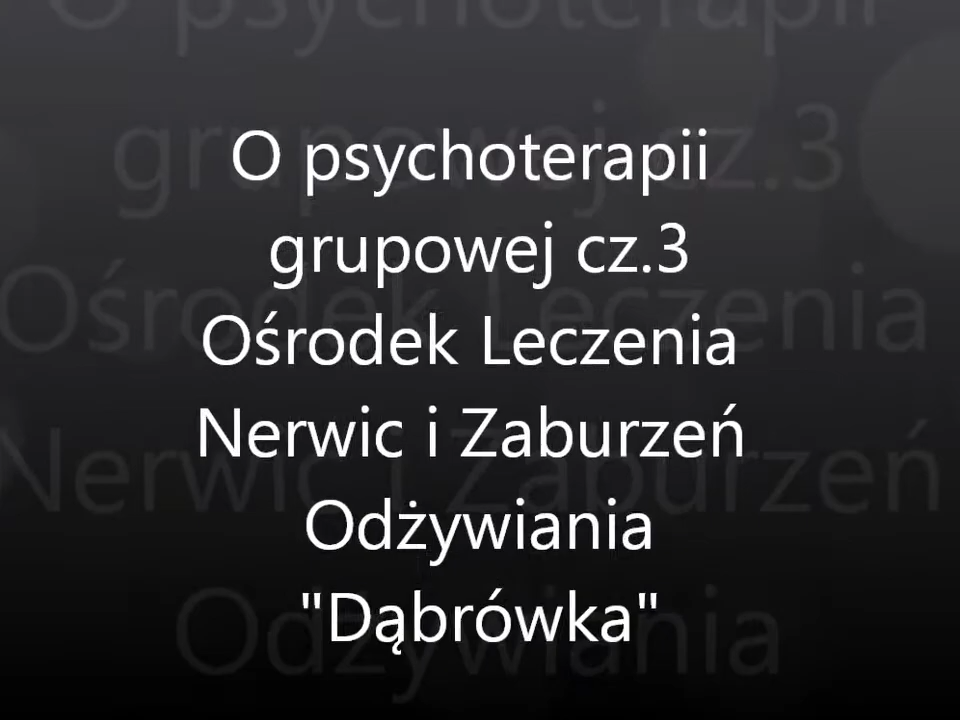 O psychoterapii
grupowej cz.3
Ośrodek Leczenia
Nerwic i Zaburzeń
Odżywiania
"Dąbrówka"